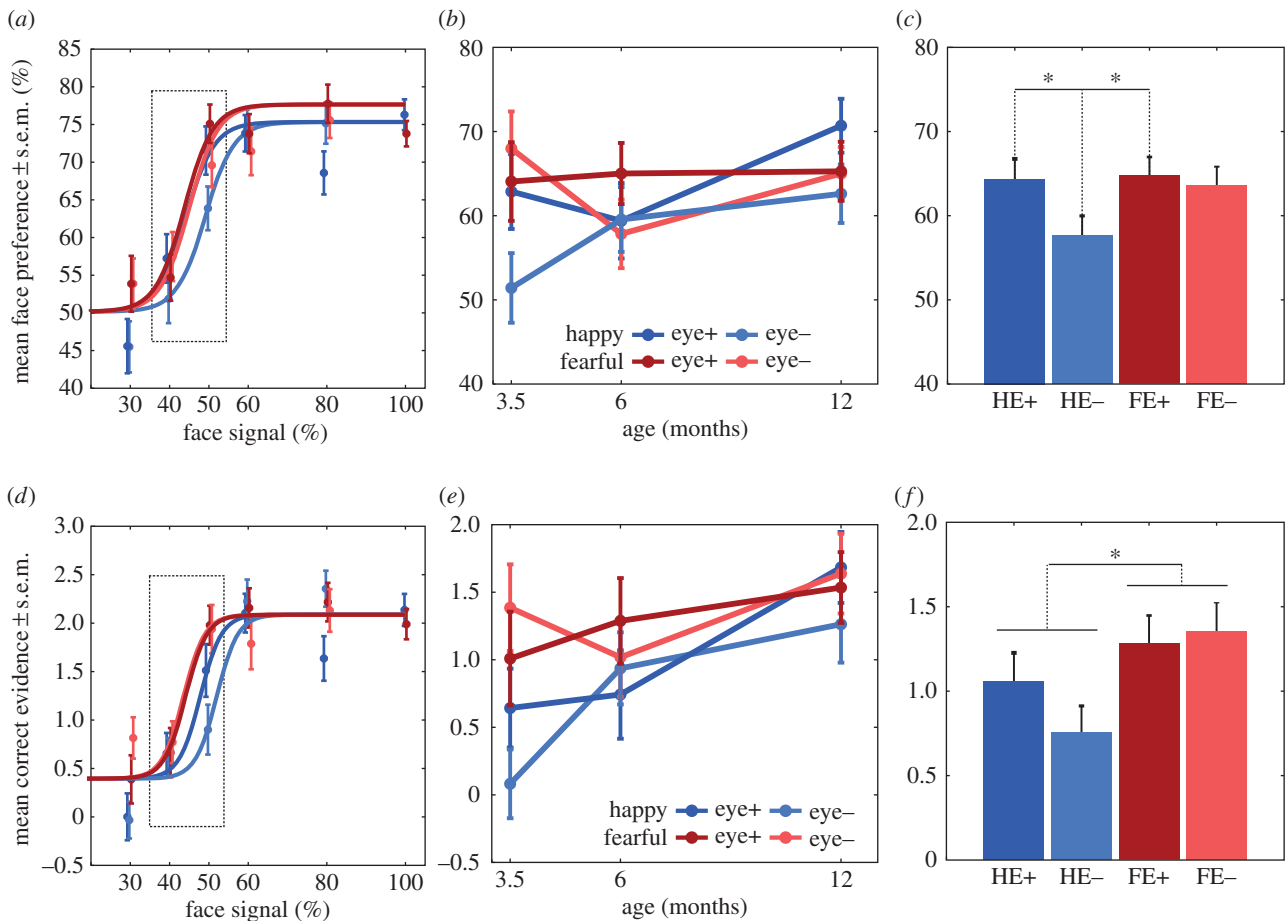 (a)
mean face preference ± s.e.m. (%)
85
80
75
70
65
60
55
50
45
40
30 40 50 60 80 100
face signal (%)
(b)
80
70
60
50
40
happy eye+ eye–
fearful eye+ eye–
3.5 6 12
age (months)
(c)
80
75
70
65
60
55
50
45
40
* *
HE+ HE– FE+ FE–
(d)
mean correct evidence ± s.e.m.
3.0
2.5
2.0
1.5
1.0
0.5
0
–0.5
30 40 50 60 80 100
face signal (%)
(e)
2.0
1.5
1.0
0.5
0
–0.5
happy eye+ eye–
fearful eye+ eye–
3.5 6 12
age (months)
(f)
2.0
1.5
1.0
0.5
0
*
HE+ HE– FE+ FE–